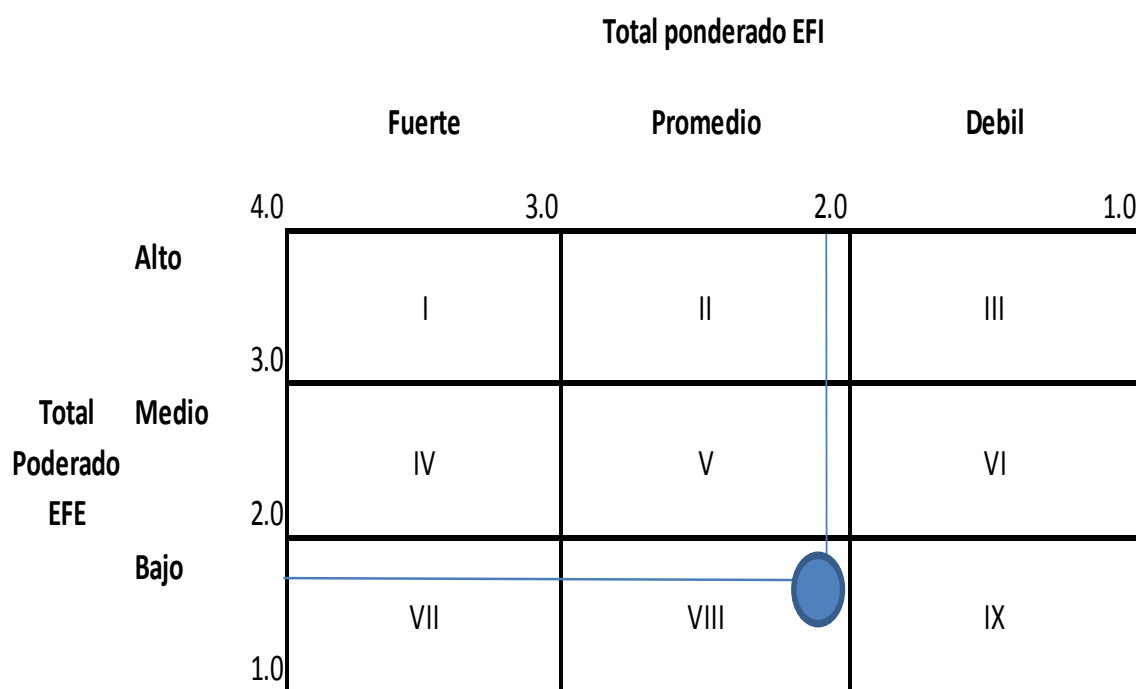 Total ponderado EFI
Fuerte Promedio Debil
4.0 3.0 2.0 1.0
Alto
I II III
3.0
Total Medio
Poderado IV V VI
EFE 2.0
Bajo
VII VIII IX
1.0